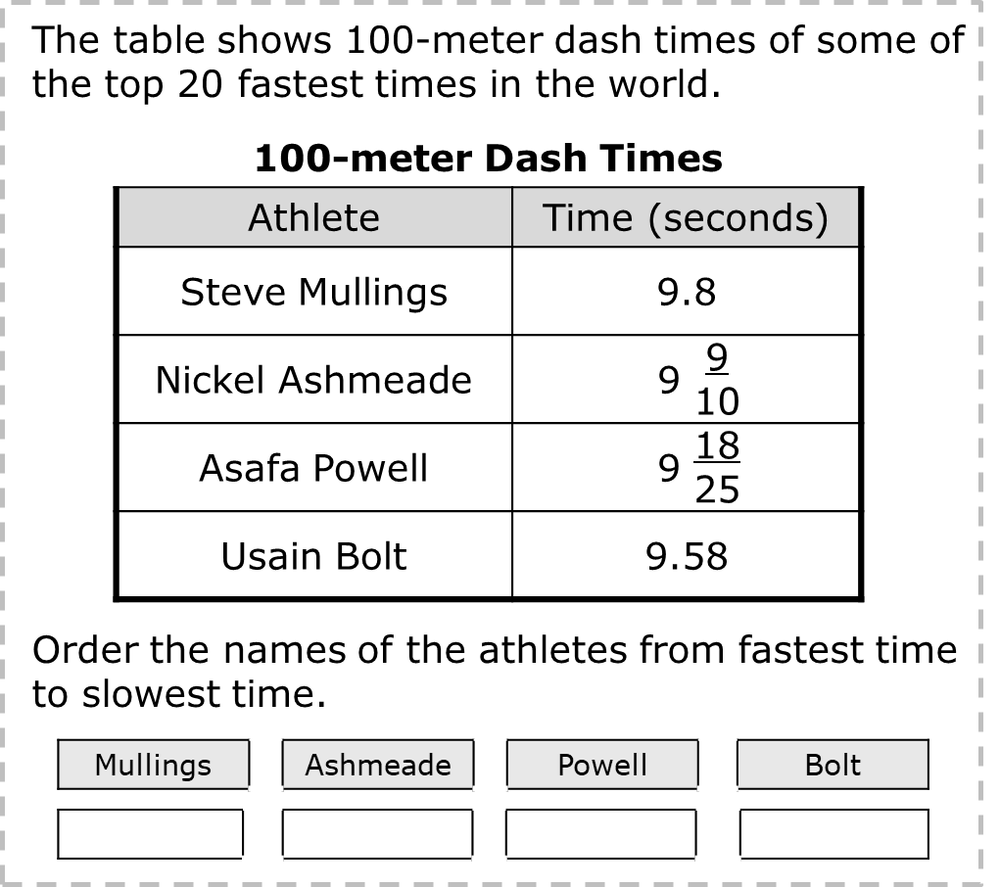 The table shows 100-meter dash times of some of
the top 20 fastest times in the world.
100-meter Dash Times
Athlete Time (seconds)
Steve Mullings 9.8
Nickel Ashmeade 9 9/10
Asafa Powell 9 18/25
Usain Bolt 9.58
Order the names of the athletes from fastest time
to slowest time.
Mullings Ashmeade Powell Bolt